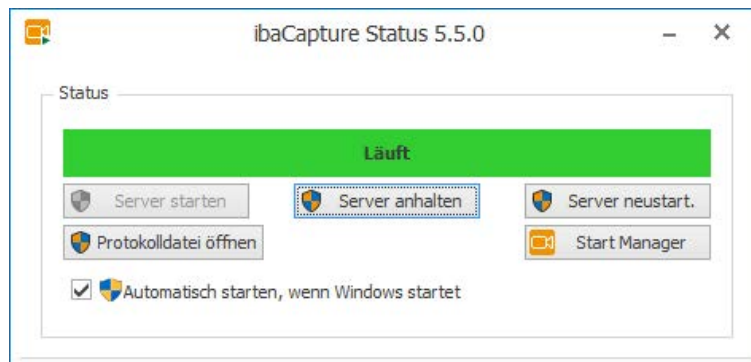 ibaCapture Status 5.5.0
Status
Läuft
Server starten Server anhalten Server neustart.
Protokolldatei öffnen Start Manager
Automatisch starten, wenn Windows startet